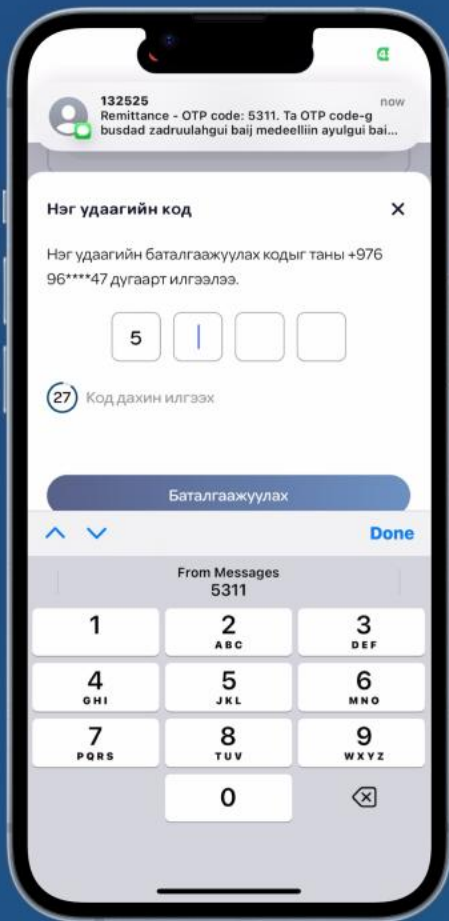 132525
now
Remittance - OTP code: 5311. Ta OTP code-g
busdad zadruulahgui baij medeelliin ayulgui bai...
Нэг удаагийн код
Нэг удаагийн баталгаажуулах кодыг таны +976
96****47 дугаарт илгээлээ.
5
27 Код дахин илгээх
Баталгаажуулах
Done
From Messages
5311
1
2
ABC
3
DEF
4
GHI
5
JKL
6
MNO
7
PQRS
8
TUV
9
WXYZ
0